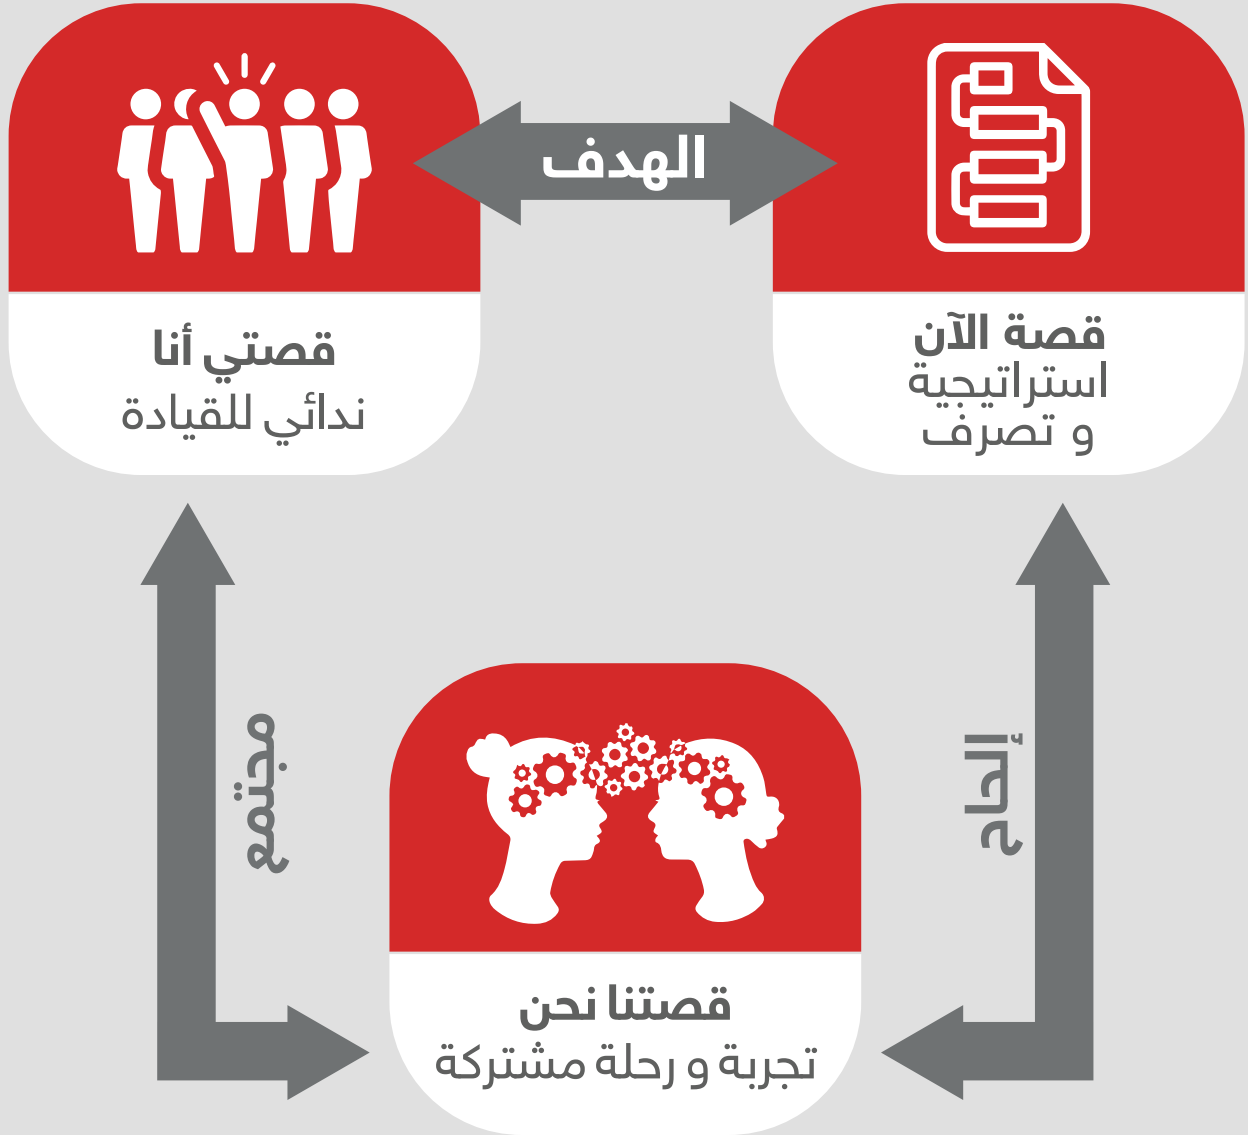 قصة الآن
استراتيجية
و تصرف
الهدف
قصتي أنا
ندائي للقيادة
إلحاح
مجتمع
قصتنا نحن
تجربة و رحلة مشتركة